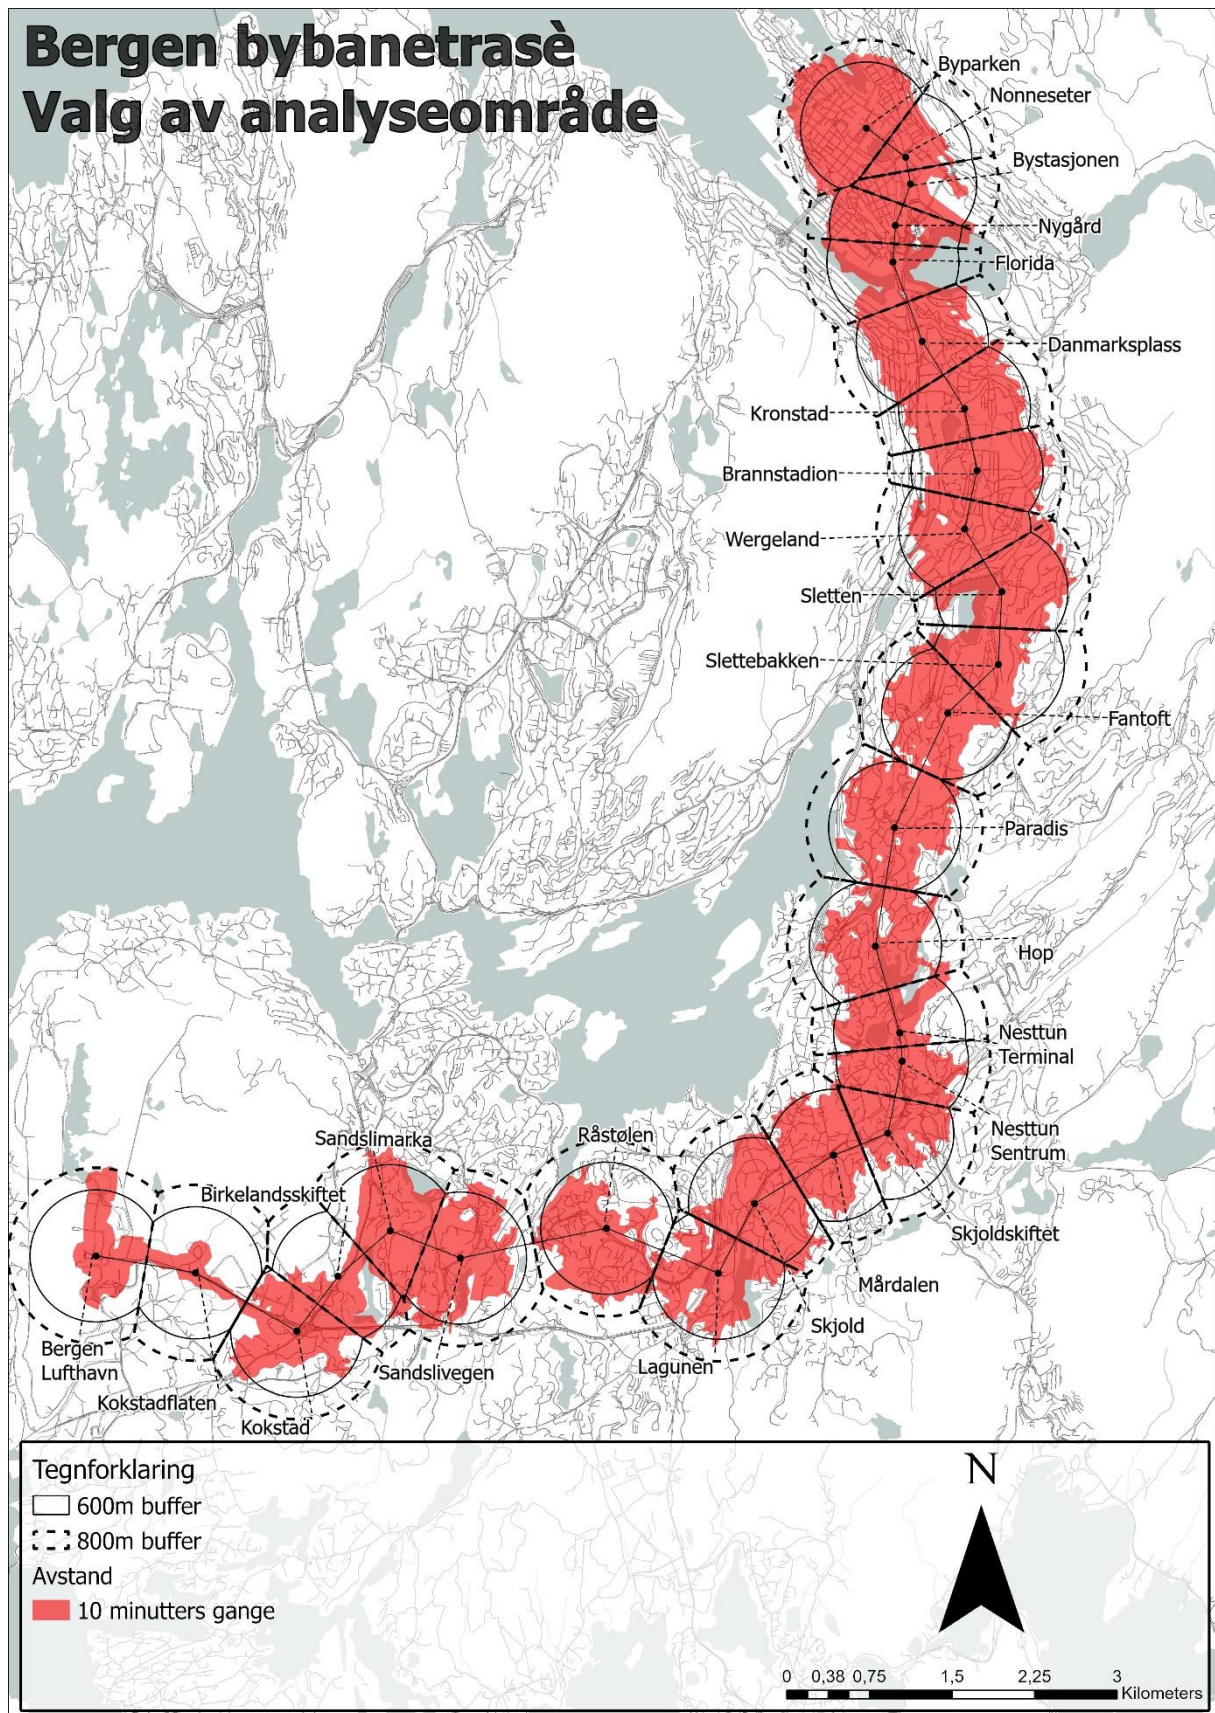 Bergen bybanetrasè
Valg av analyseområde
Byparken
Nonneseter
Bystasjonen
Nygård
Florida
Danmarksplass
Kronstad
Brannstadion
Wergeland
Sletten
Slettebakken
Fantoft
Paradis
Hop
Nesttun
Terminal
Nesttun
Sentrum
Skjoldskiftet
Mårdalen
Skjold
Lagunen
Råstølen
Sandslimarka
Birkelandsskiftet
Sandslivegen
Bergen
Lufthavn
Kokstadflaten
Kokstad
Tegnforklaring
600m buffer
800m buffer
Avstand
10 minutters gange
N
0 0,38 0,75 1,5 2,25 3
Kilometers